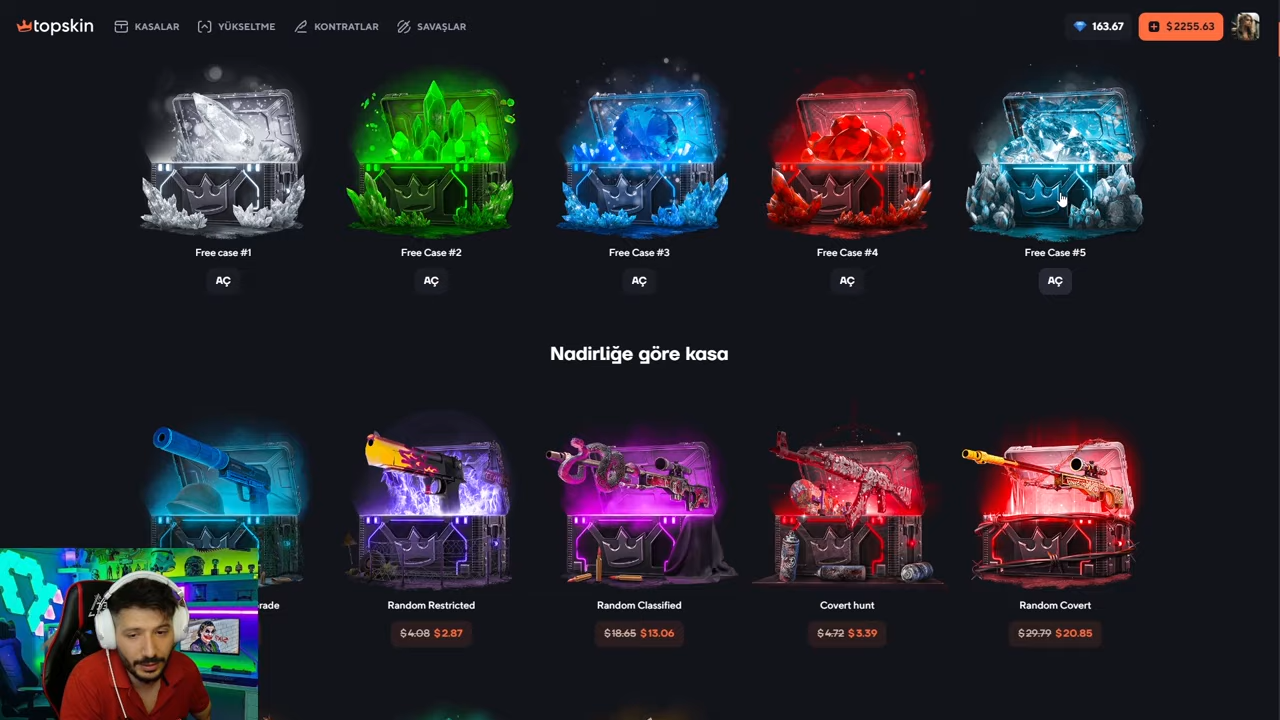 topskin KASALAR YÜKSELTME KONTRATLAR SAVAŞLAR 163.67 $2255.63
Free case #1 Free Case #2 Free Case #3 Free Case #4 Free Case #5
AÇ AÇ AÇ AÇ AÇ
Nadirliğe göre kasa
Random Restricted Random Classified Covert hunt Random Covert
$4.08 $2.87 $18.65 $13.06 $4.72 $3.39 $29.79 $20.85